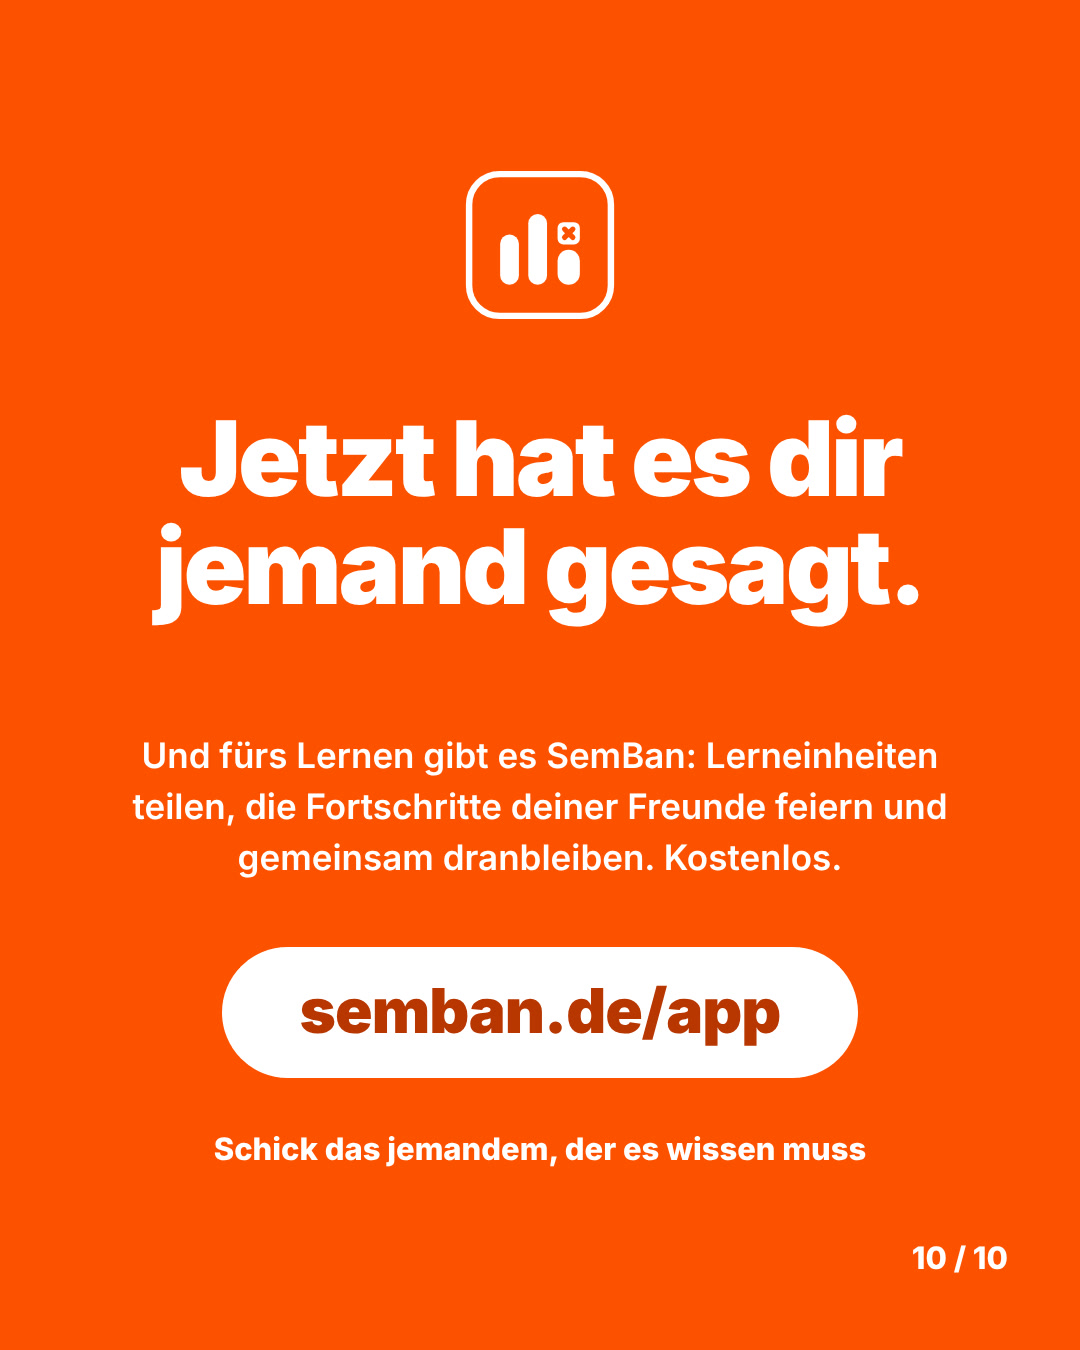 Jetzt hat es dir
jemand gesagt.
Und fürs Lernen gibt es SemBan: Lerneinheiten
teilen, die Fortschritte deiner Freunde feiern und
gemeinsam dranbleiben. Kostenlos.
semban.de/app
Schick das jemandem, der es wissen muss
10 / 10